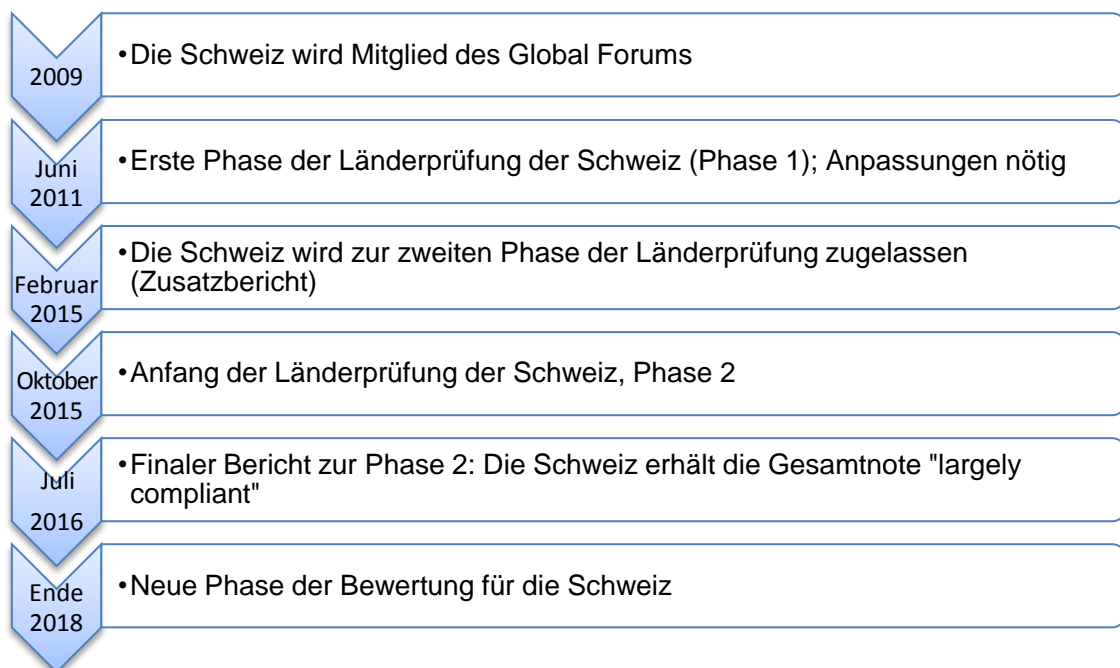 2009
•Die Schweiz wird Mitglied des Global Forums
Juni
2011
•Erste Phase der Länderprüfung der Schweiz (Phase 1); Anpassungen nötig
Februar
2015
•Die Schweiz wird zur zweiten Phase der Länderprüfung zugelassen
(Zusatzbericht)
Oktober
2015
•Anfang der Länderprüfung der Schweiz, Phase 2
Juli
2016
•Finaler Bericht zur Phase 2: Die Schweiz erhält die Gesamtnote "largely
compliant"
Ende
2018
•Neue Phase der Bewertung für die Schweiz